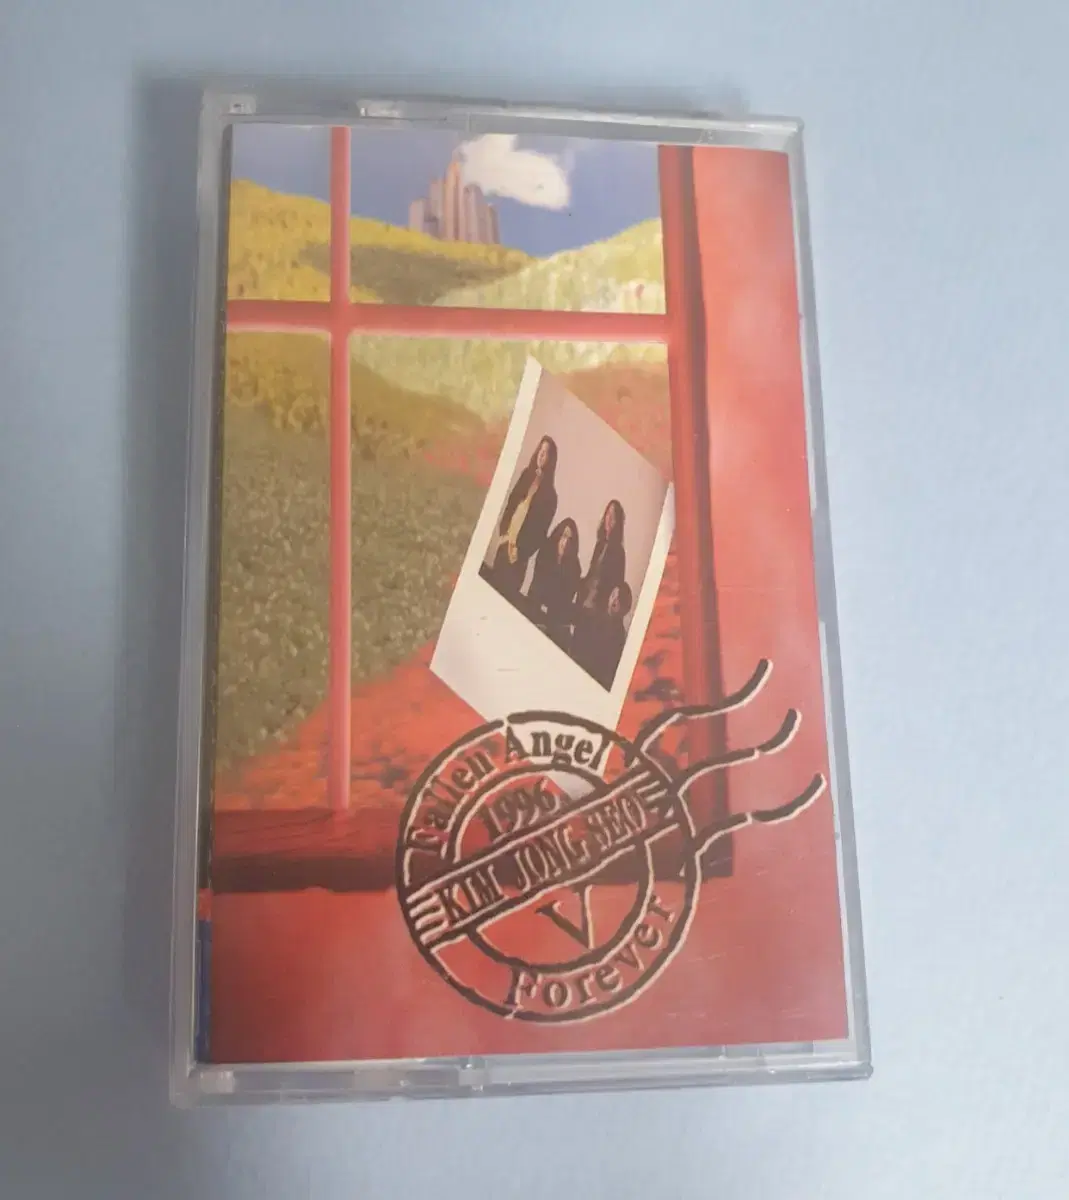 Fallen Angel
1996
KIM JONG SEO
V
Forever